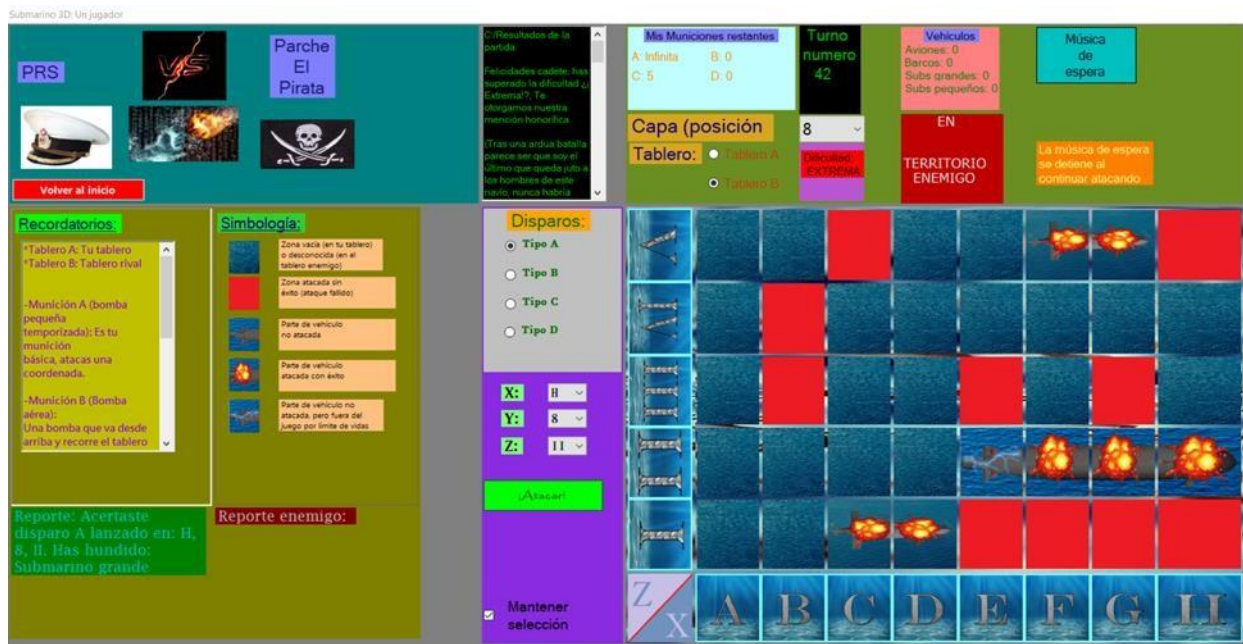 Submarino 3D: Un jugador
PRS
VS
Parche
El
Pirata
Volver al inicio
C:/Resultados de la
partida
Felicidades cadete, has
superado la dificultad ¿¡
Extrema!?, Te
otorgamos nuestra
mención honorífica.
(Tras una ardua batalla
parece ser que soy el
último que queda juto a
los hombres de este
navío, nunca habría
Mis Municiones restantes
A: Infinita B: 0
C: 5 D: 0
Turno
numero
42
Vehículos
Aviones: 0
Barcos: 0
Subs grandes: 0
Subs pequeños: 0
Música
de
espera
Capa (posición
8
Tablero:
Tablero A
Tablero B
Dificultad:
EXTREMA
EN
TERRITORIO
ENEMIGO
La música de espera
se detiene al
continuar atacando
Recordatorios:
*Tablero A: Tu tablero
*Tablero B: Tablero rival
-Munición A (bomba
pequeña
temporizada): Es tu
munición
básica, atacas una
coordenada.
-Munición B (Bomba
aérea):
Una bomba que va desde
arriba y recorre el tablero
Simbología:
Zona vacía (en tu tablero)
o desconocida (en el
tablero enemigo)
Zona atacada sin
éxito (ataque fallido)
Parte de vehículo
no atacada
Parte de vehículo
atacada con éxito
Parte de vehículo no
atacada, pero fuera del
juego por límite de vidas
Reporte: Acertaste
disparo A lanzado en: H,
8, II. Has hundido:
Submarino grande
Reporte enemigo:
Disparos:
Tipo A
Tipo B
Tipo C
Tipo D
X: H
Y: 8
Z: II
¡Atacar!
Mantener
selección
V
IV
III
II
I
Z X A B C D E F G H